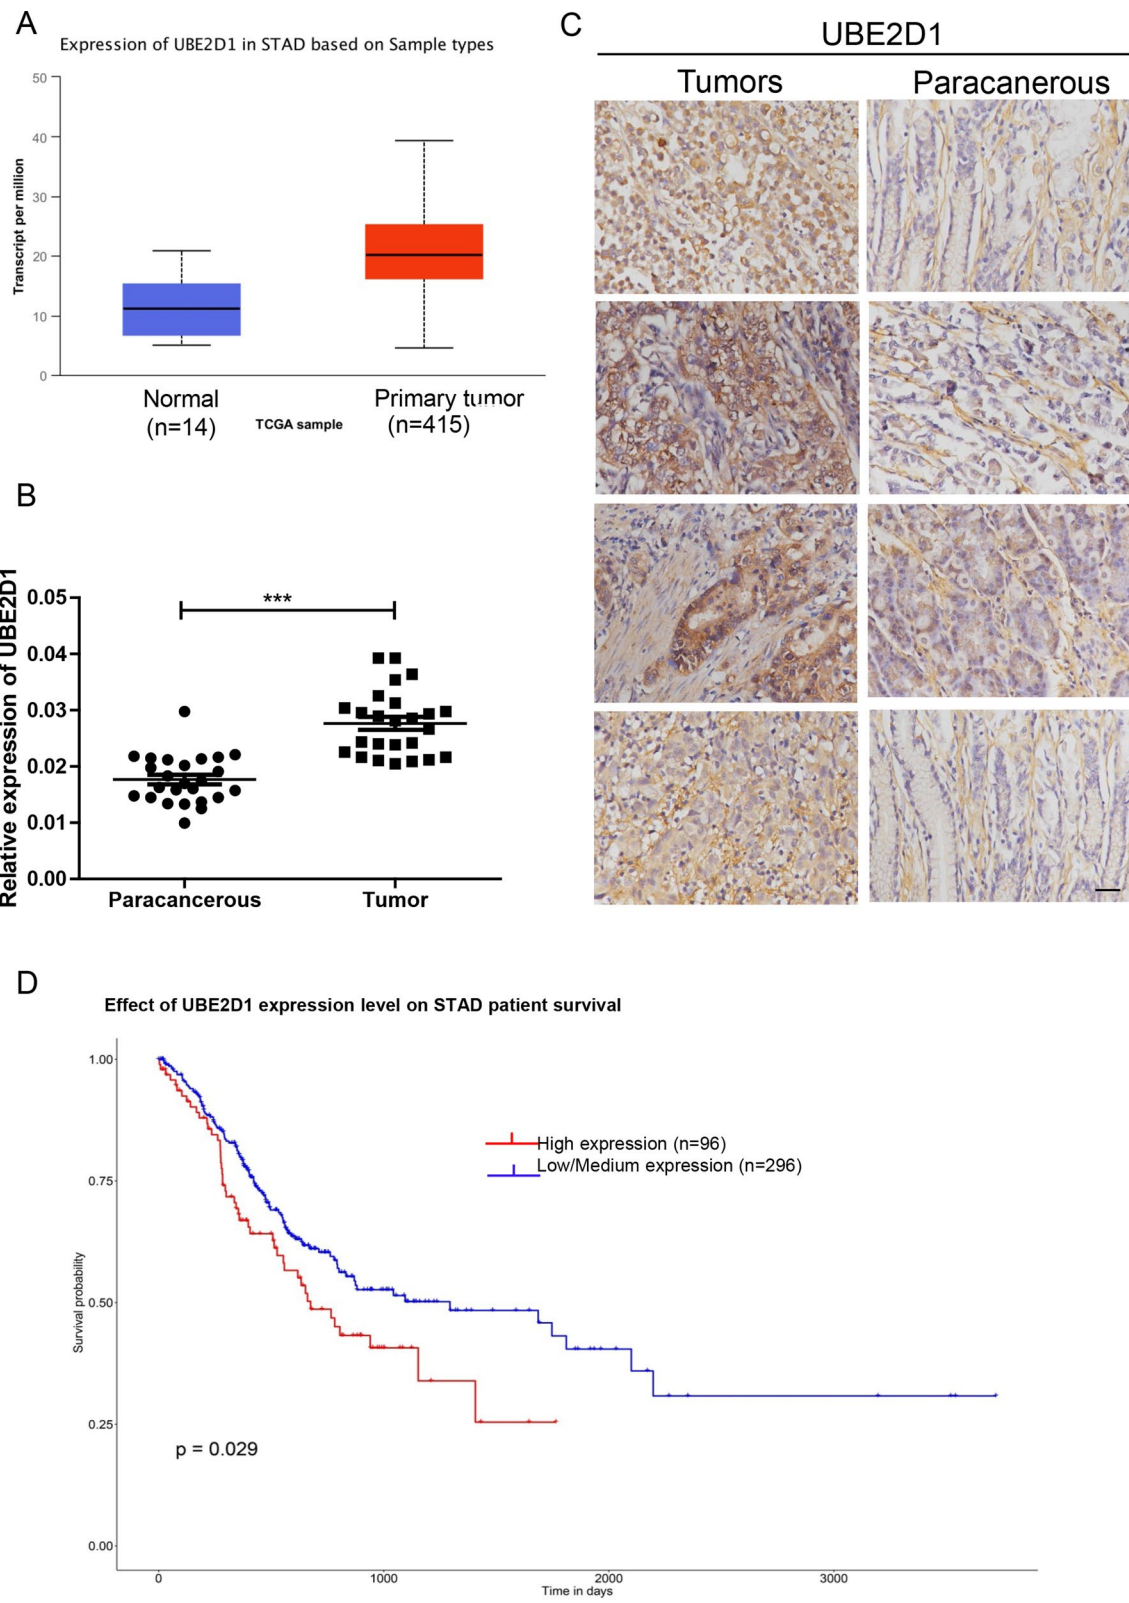 A
Expression of UBE2D1 in STAD based on Sample types
50
40
30
20
10
0
Transcript per million
Normal
(n=14)
TCGA sample
Primary tumor
(n=415)
B
Relative expression of UBE2D1
0.05
0.04
0.03
0.02
0.01
0.00
***
Paracancerous
Tumor
C
UBE2D1
Tumors
Paracanerous
D
Effect of UBE2D1 expression level on STAD patient survival
1.00
0.75
0.50
0.25
0.00
Survival probability
High expression (n=96)
Low/Medium expression (n=296)
p = 0.029
0
1000
2000
3000
Time in days